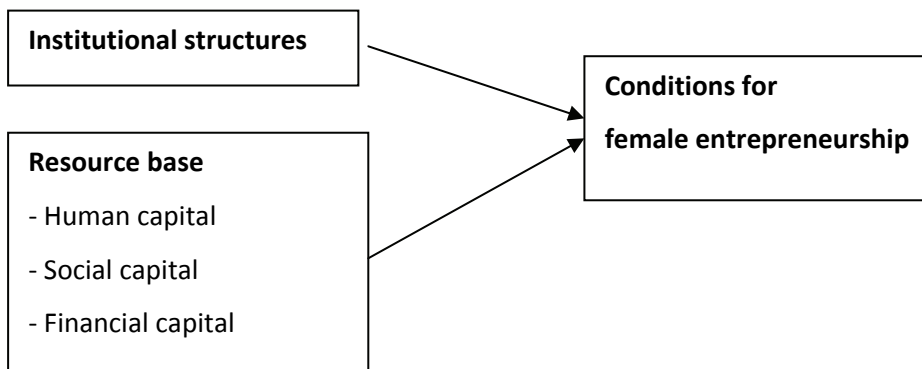 Institutional structures
Resource base
- Human capital
- Social capital
- Financial capital
Conditions for
female entrepreneurship